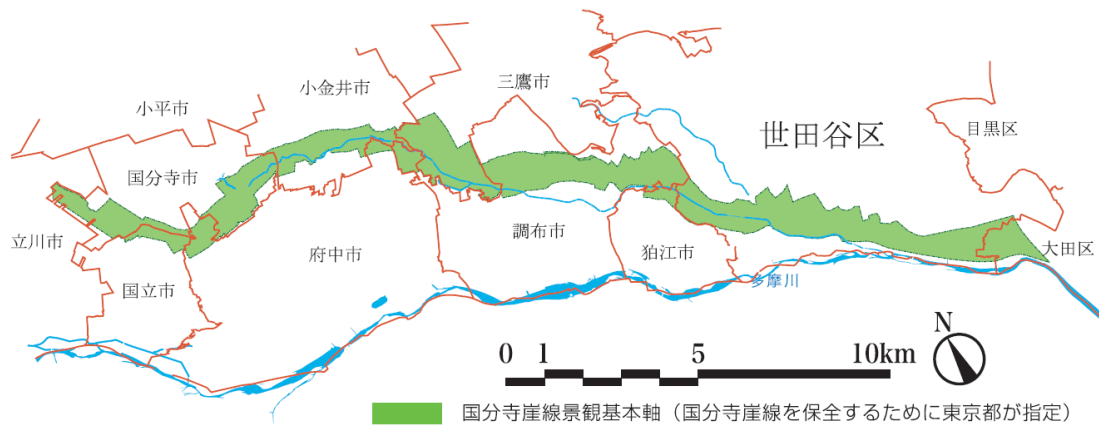 三鷹市
小金井市
小平市
世田谷区
目黒区
国分寺市
立川市
府中市
調布市
狛江市
大田区
国立市
多摩川
N
0 1 5 10km
国分寺崖線景観基本軸（国分寺崖線を保全するために東京都が指定）